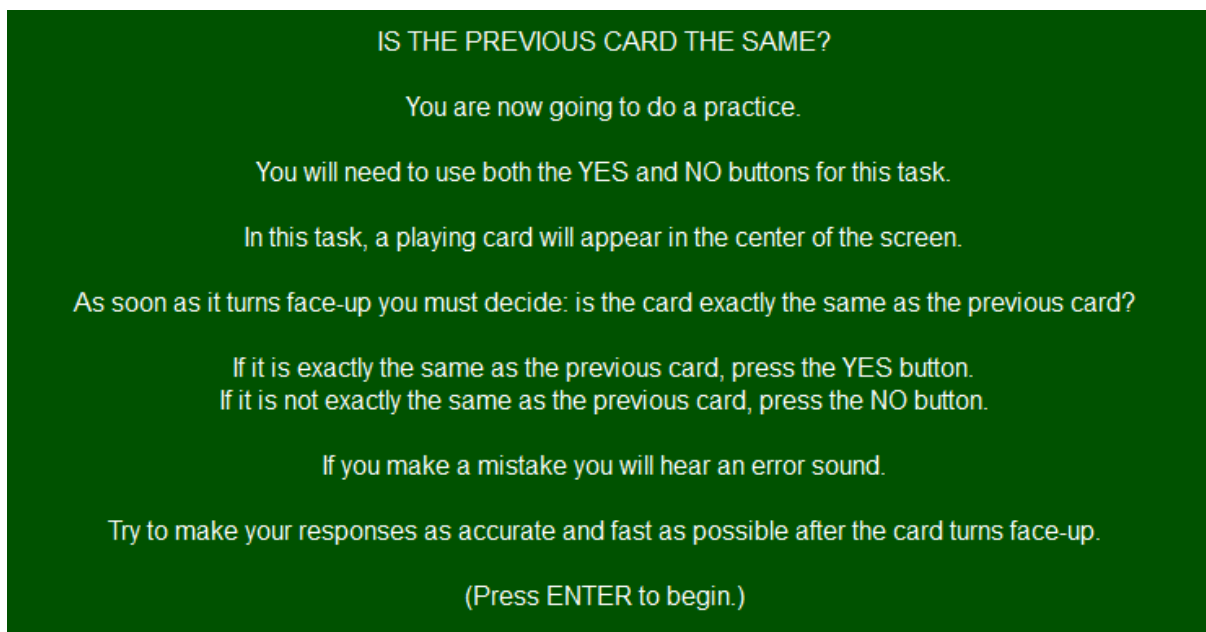 IS THE PREVIOUS CARD THE SAME?
You are now going to do a practice.
You will need to use both the YES and NO buttons for this task.
In this task, a playing card will appear in the center of the screen.
As soon as it turns face-up you must decide: is the card exactly the same as the previous card?
If it is exactly the same as the previous card, press the YES button.
If it is not exactly the same as the previous card, press the NO button.
If you make a mistake you will hear an error sound.
Try to make your responses as accurate and fast as possible after the card turns face-up.
(Press ENTER to begin.)